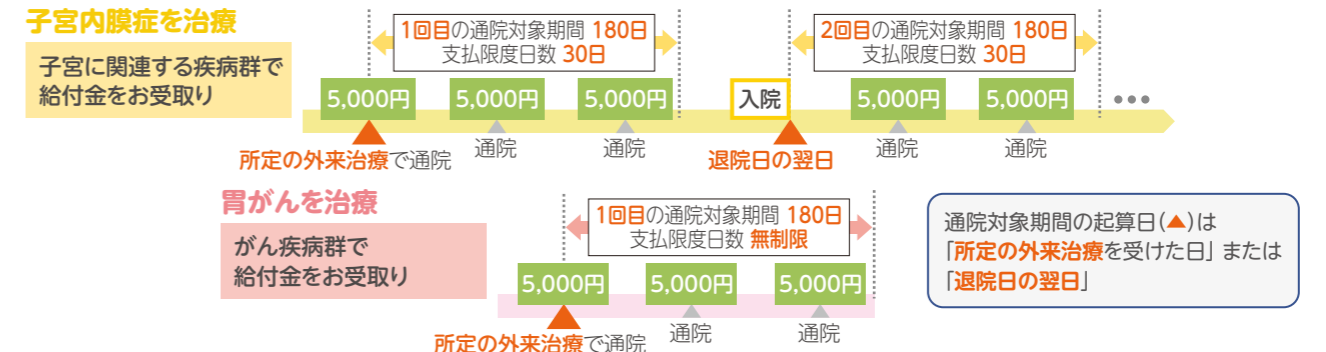 子宮内膜症を治療
子宮に関連する疾病群で
給付金をお受取り
1回目の通院対象期間 180日
支払限度日数 30日
2回目の通院対象期間 180日
支払限度日数 30日
5,000円
5,000円
5,000円
入院
5,000円
5,000円
•••
所定の外来治療で通院
通院
通院
退院日の翌日
通院
通院
胃がんを治療
がん疾病群で
給付金をお受取り
1回目の通院対象期間 180日
支払限度日数 無制限
5,000円
5,000円
5,000円
所定の外来治療で通院
通院
通院
通院対象期間の起算日(▲)は
「所定の外来治療を受けた日」または
「退院日の翌日」